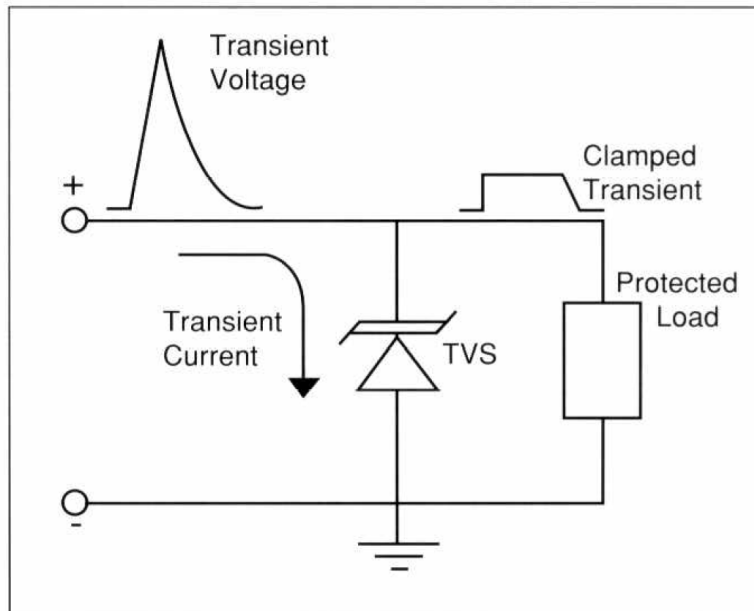 Transient
Voltage
+
Clamped
Transient
Transient
Current
TVS
Protected
Load
-